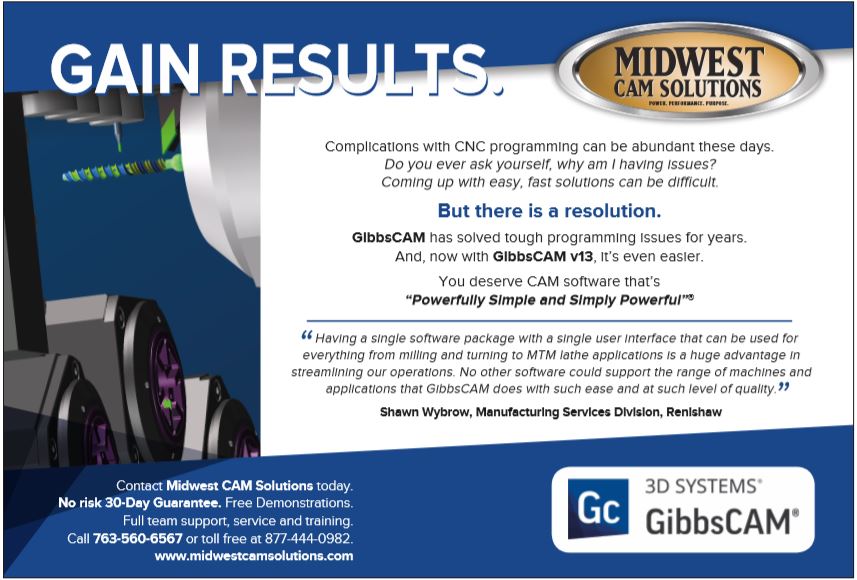 GAIN RESULTS.
MIDWEST
CAM SOLUTIONS
POWER. PERFORMANCE. PURPOSE.
Complications with CNC programming can be abundant these days.
Do you ever ask yourself, why am I having issues?
Coming up with easy, fast solutions can be difficult.
But there is a resolution.
GibbsCAM has solved tough programming issues for years.
And, now with GibbsCAM v13, it's even easier.
You deserve CAM software that's
“Powerfully Simple and Simply Powerful”®
“Having a single software package with a single user interface that can be used for
everything from milling and turning to MTM lathe applications is a huge advantage in
streamlining our operations. No other software could support the range of machines and
applications that GibbsCAM does with such ease and at such level of quality.”
Shawn Wybrow, Manufacturing Services Division, Renishaw
Contact Midwest CAM Solutions today.
No risk 30-Day Guarantee. Free Demonstrations.
Full team support, service and training.
Call 763-560-6567 or toll free at 877-444-0982.
www.midwestcamsolutions.com
Gc
3D SYSTEMS®
GibbsCAM®